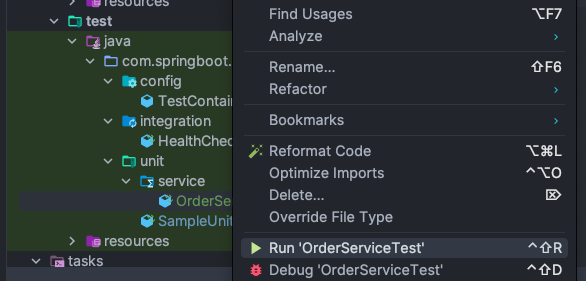 resources
test
java
com.springboot.
config
TestContai
integration
HealthChec
unit
service
OrderSe
SampleUnit
resources
tasks
Find Usages ⌥F7
Analyze ›
Rename... ⇧F6
Refactor ›
Bookmarks ›
Reformat Code ⌥⌘L
Optimize Imports ^⌥O
Delete... ⌦
Override File Type
Run 'OrderServiceTest' ^⇧R
Debug 'OrderServiceTest' ^⇧D